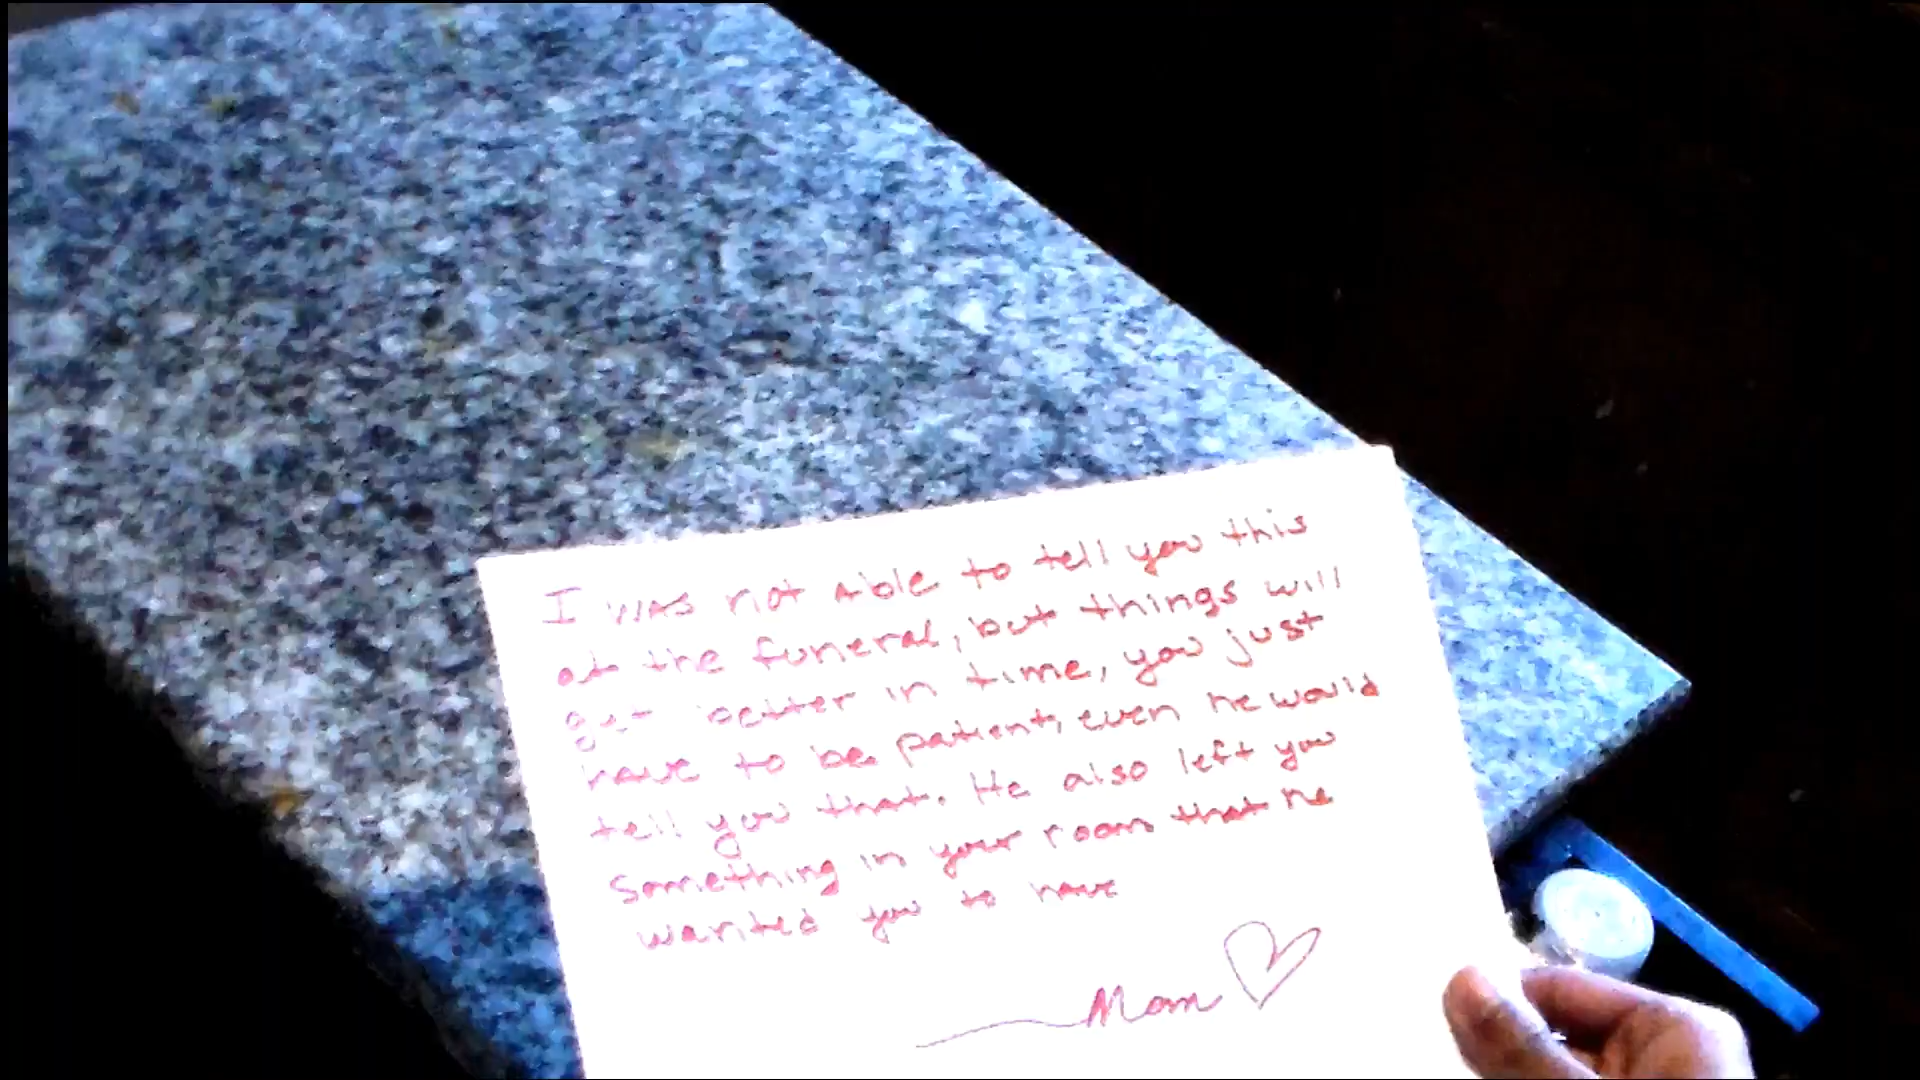 I was not able to tell you this
at the funeral, but things will
get better in time, you just
have to be patient, even he would
tell you that. He also left you
something in your room that he
wanted you to have
Mom